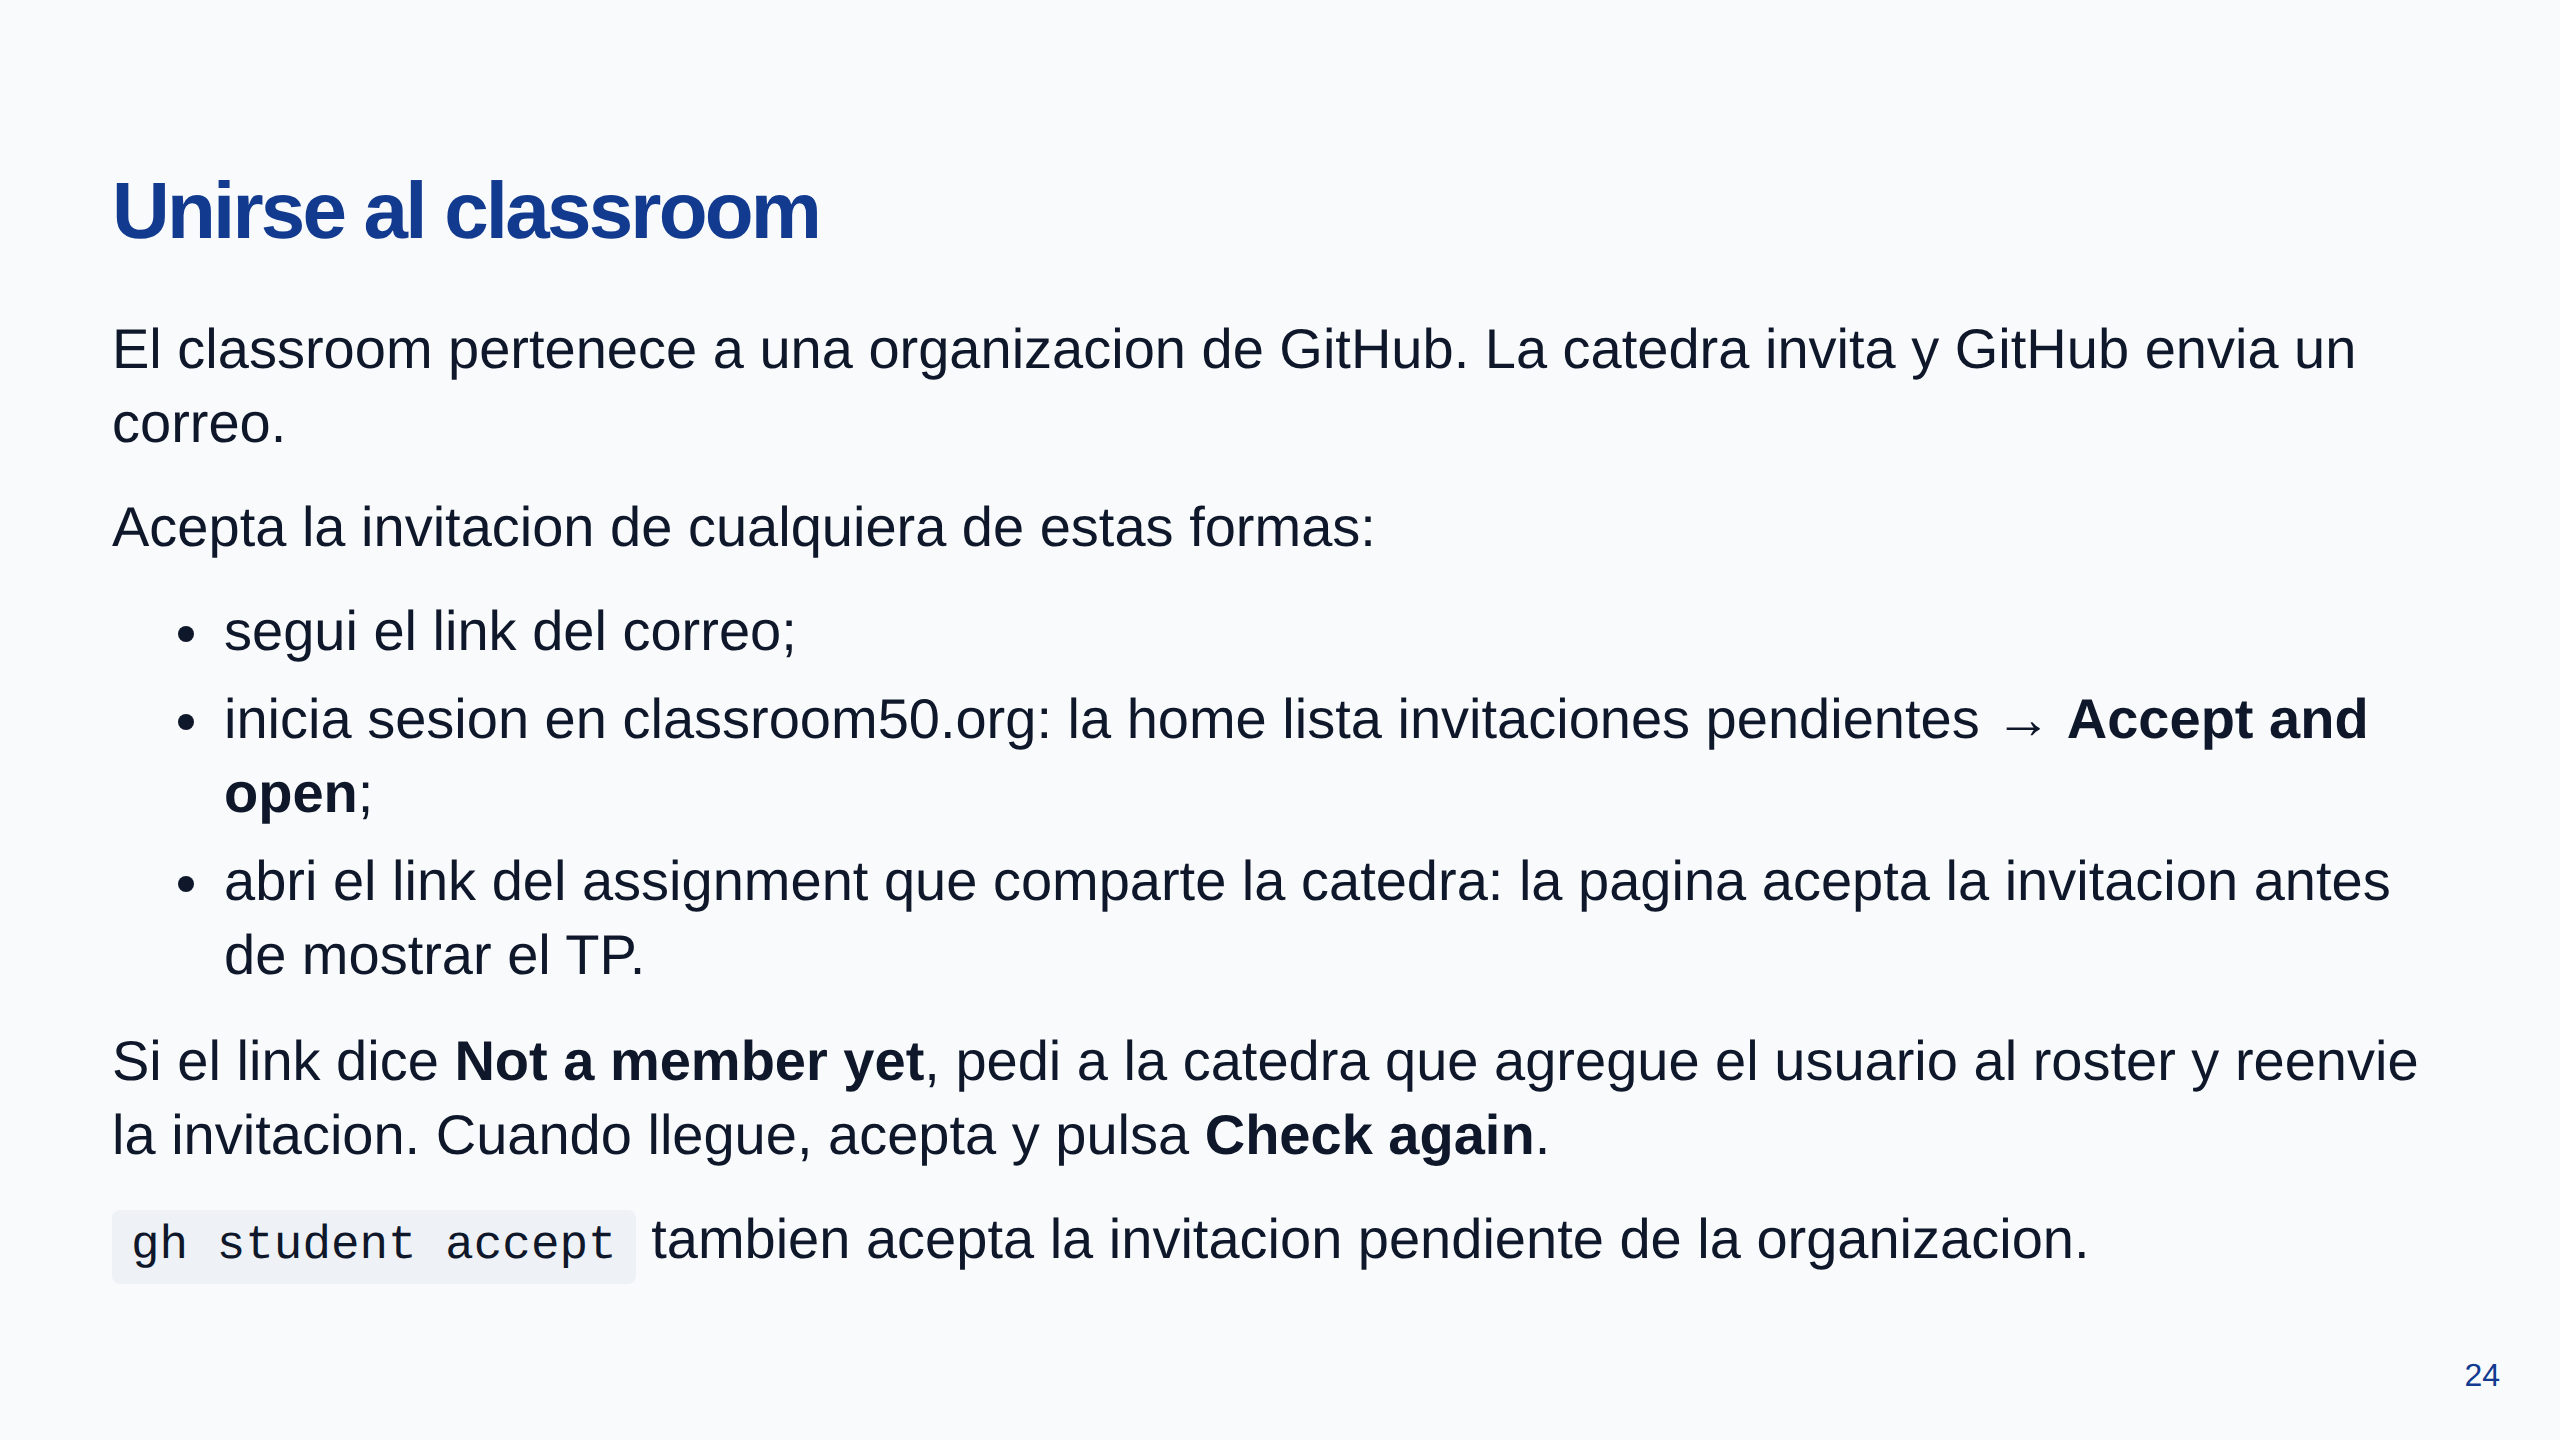 Unirse al classroom
El classroom pertenece a una organizacion de GitHub. La catedra invita y GitHub envia un
correo.
Acepta la invitacion de cualquiera de estas formas:
• segui el link del correo;
• inicia sesion en classroom50.org: la home lista invitaciones pendientes → Accept and
open;
• abri el link del assignment que comparte la catedra: la pagina acepta la invitacion antes
de mostrar el TP.
Si el link dice Not a member yet, pedi a la catedra que agregue el usuario al roster y reenvie
la invitacion. Cuando llegue, acepta y pulsa Check again.
gh student accept tambien acepta la invitacion pendiente de la organizacion.
24